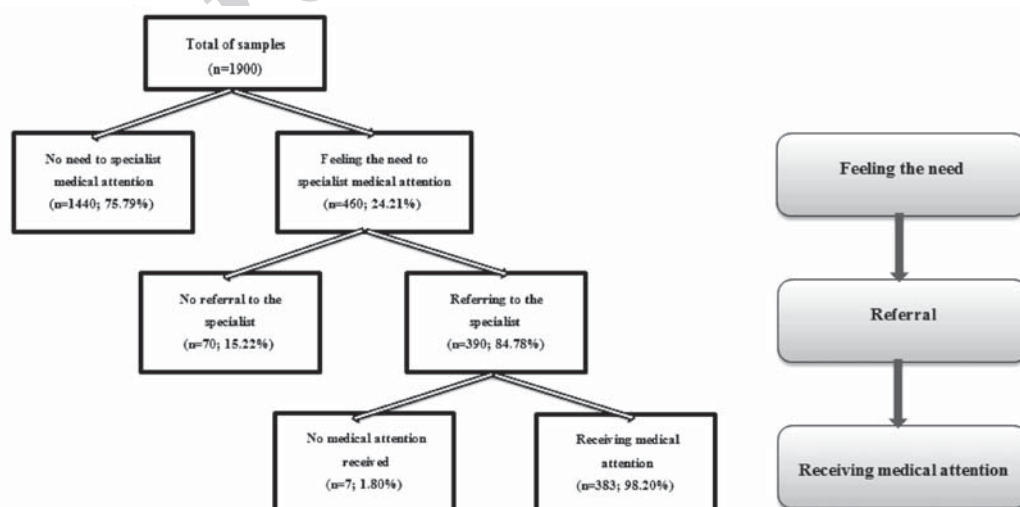 Total of samples
(n=1900)
No need to specialist
medical attention
(n=1440; 75.79%)
Feeling the need to
specialist medical attention
(n=460; 24.21%)
No referral to the
specialist
(n=70; 15.22%)
Referring to the
specialist
(n=390; 84.78%)
No medical attention
received
(n=7; 1.80%)
Receiving medical
attention
(n=383; 98.20%)
Feeling the need
Referral
Receiving medical attention